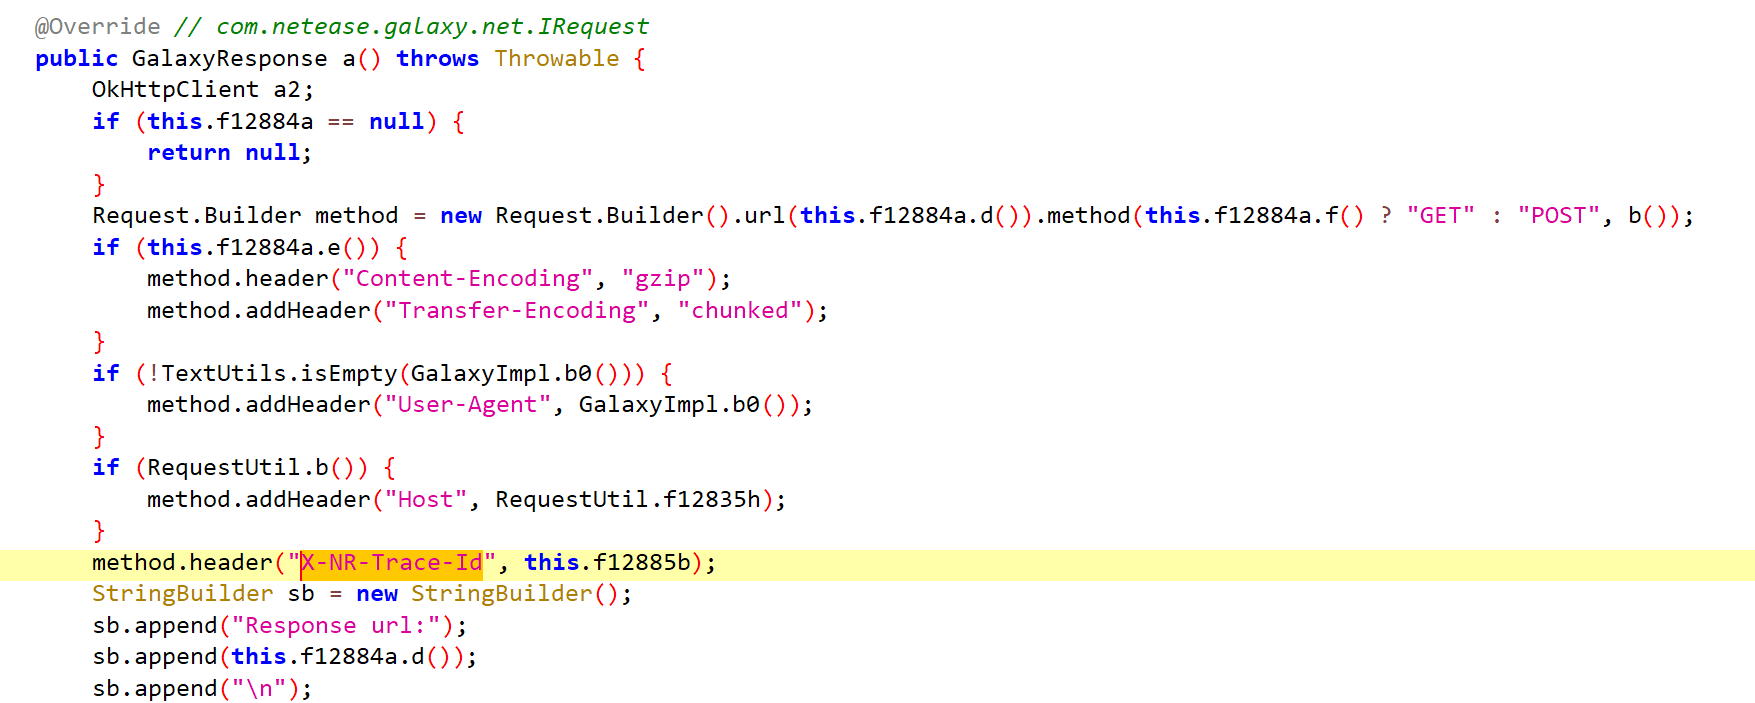 @Override // com.netease.galaxy.net.IRequest
public GalaxyResponse a() throws Throwable {
    OkHttpClient a2;
    if (this.f12884a == null) {
        return null;
    }
    Request.Builder method = new Request.Builder().url(this.f12884a.d()).method(this.f12884a.f() ? "GET" : "POST", b());
    if (this.f12884a.e()) {
        method.header("Content-Encoding", "gzip");
        method.addHeader("Transfer-Encoding", "chunked");
    }
    if (!TextUtils.isEmpty(GalaxyImpl.b0())) {
        method.addHeader("User-Agent", GalaxyImpl.b0());
    }
    if (RequestUtil.b()) {
        method.addHeader("Host", RequestUtil.f12835h);
    }
    method.header("X-NR-Trace-Id", this.f12885b);
    StringBuilder sb = new StringBuilder();
    sb.append("Response url:");
    sb.append(this.f12884a.d());
    sb.append("\n");